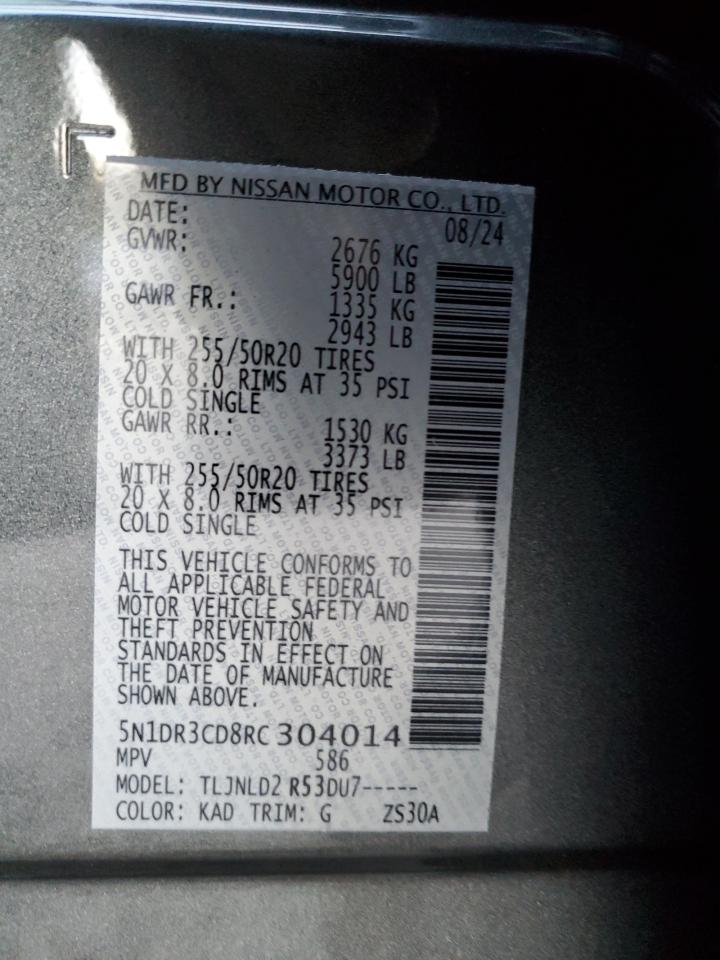 MFD BY NISSAN MOTOR CO., LTD.
DATE: 08/24
GVWR: 2676 KG
5900 LB
GAWR FR.: 1335 KG
2943 LB
WITH 255/50R20 TIRES
20 X 8.0 RIMS AT 35 PSI
COLD SINGLE
GAWR RR.: 1530 KG
3373 LB
WITH 255/50R20 TIRES
20 X 8.0 RIMS AT 35 PSI
COLD SINGLE
THIS VEHICLE CONFORMS TO
ALL APPLICABLE FEDERAL
MOTOR VEHICLE SAFETY AND
THEFT PREVENTION
STANDARDS IN EFFECT ON
THE DATE OF MANUFACTURE
SHOWN ABOVE.
5N1DR3CD8RC304014
MPV 586
MODEL: TLJNLD2 R53DU7-----
COLOR: KAD TRIM: G ZS30A